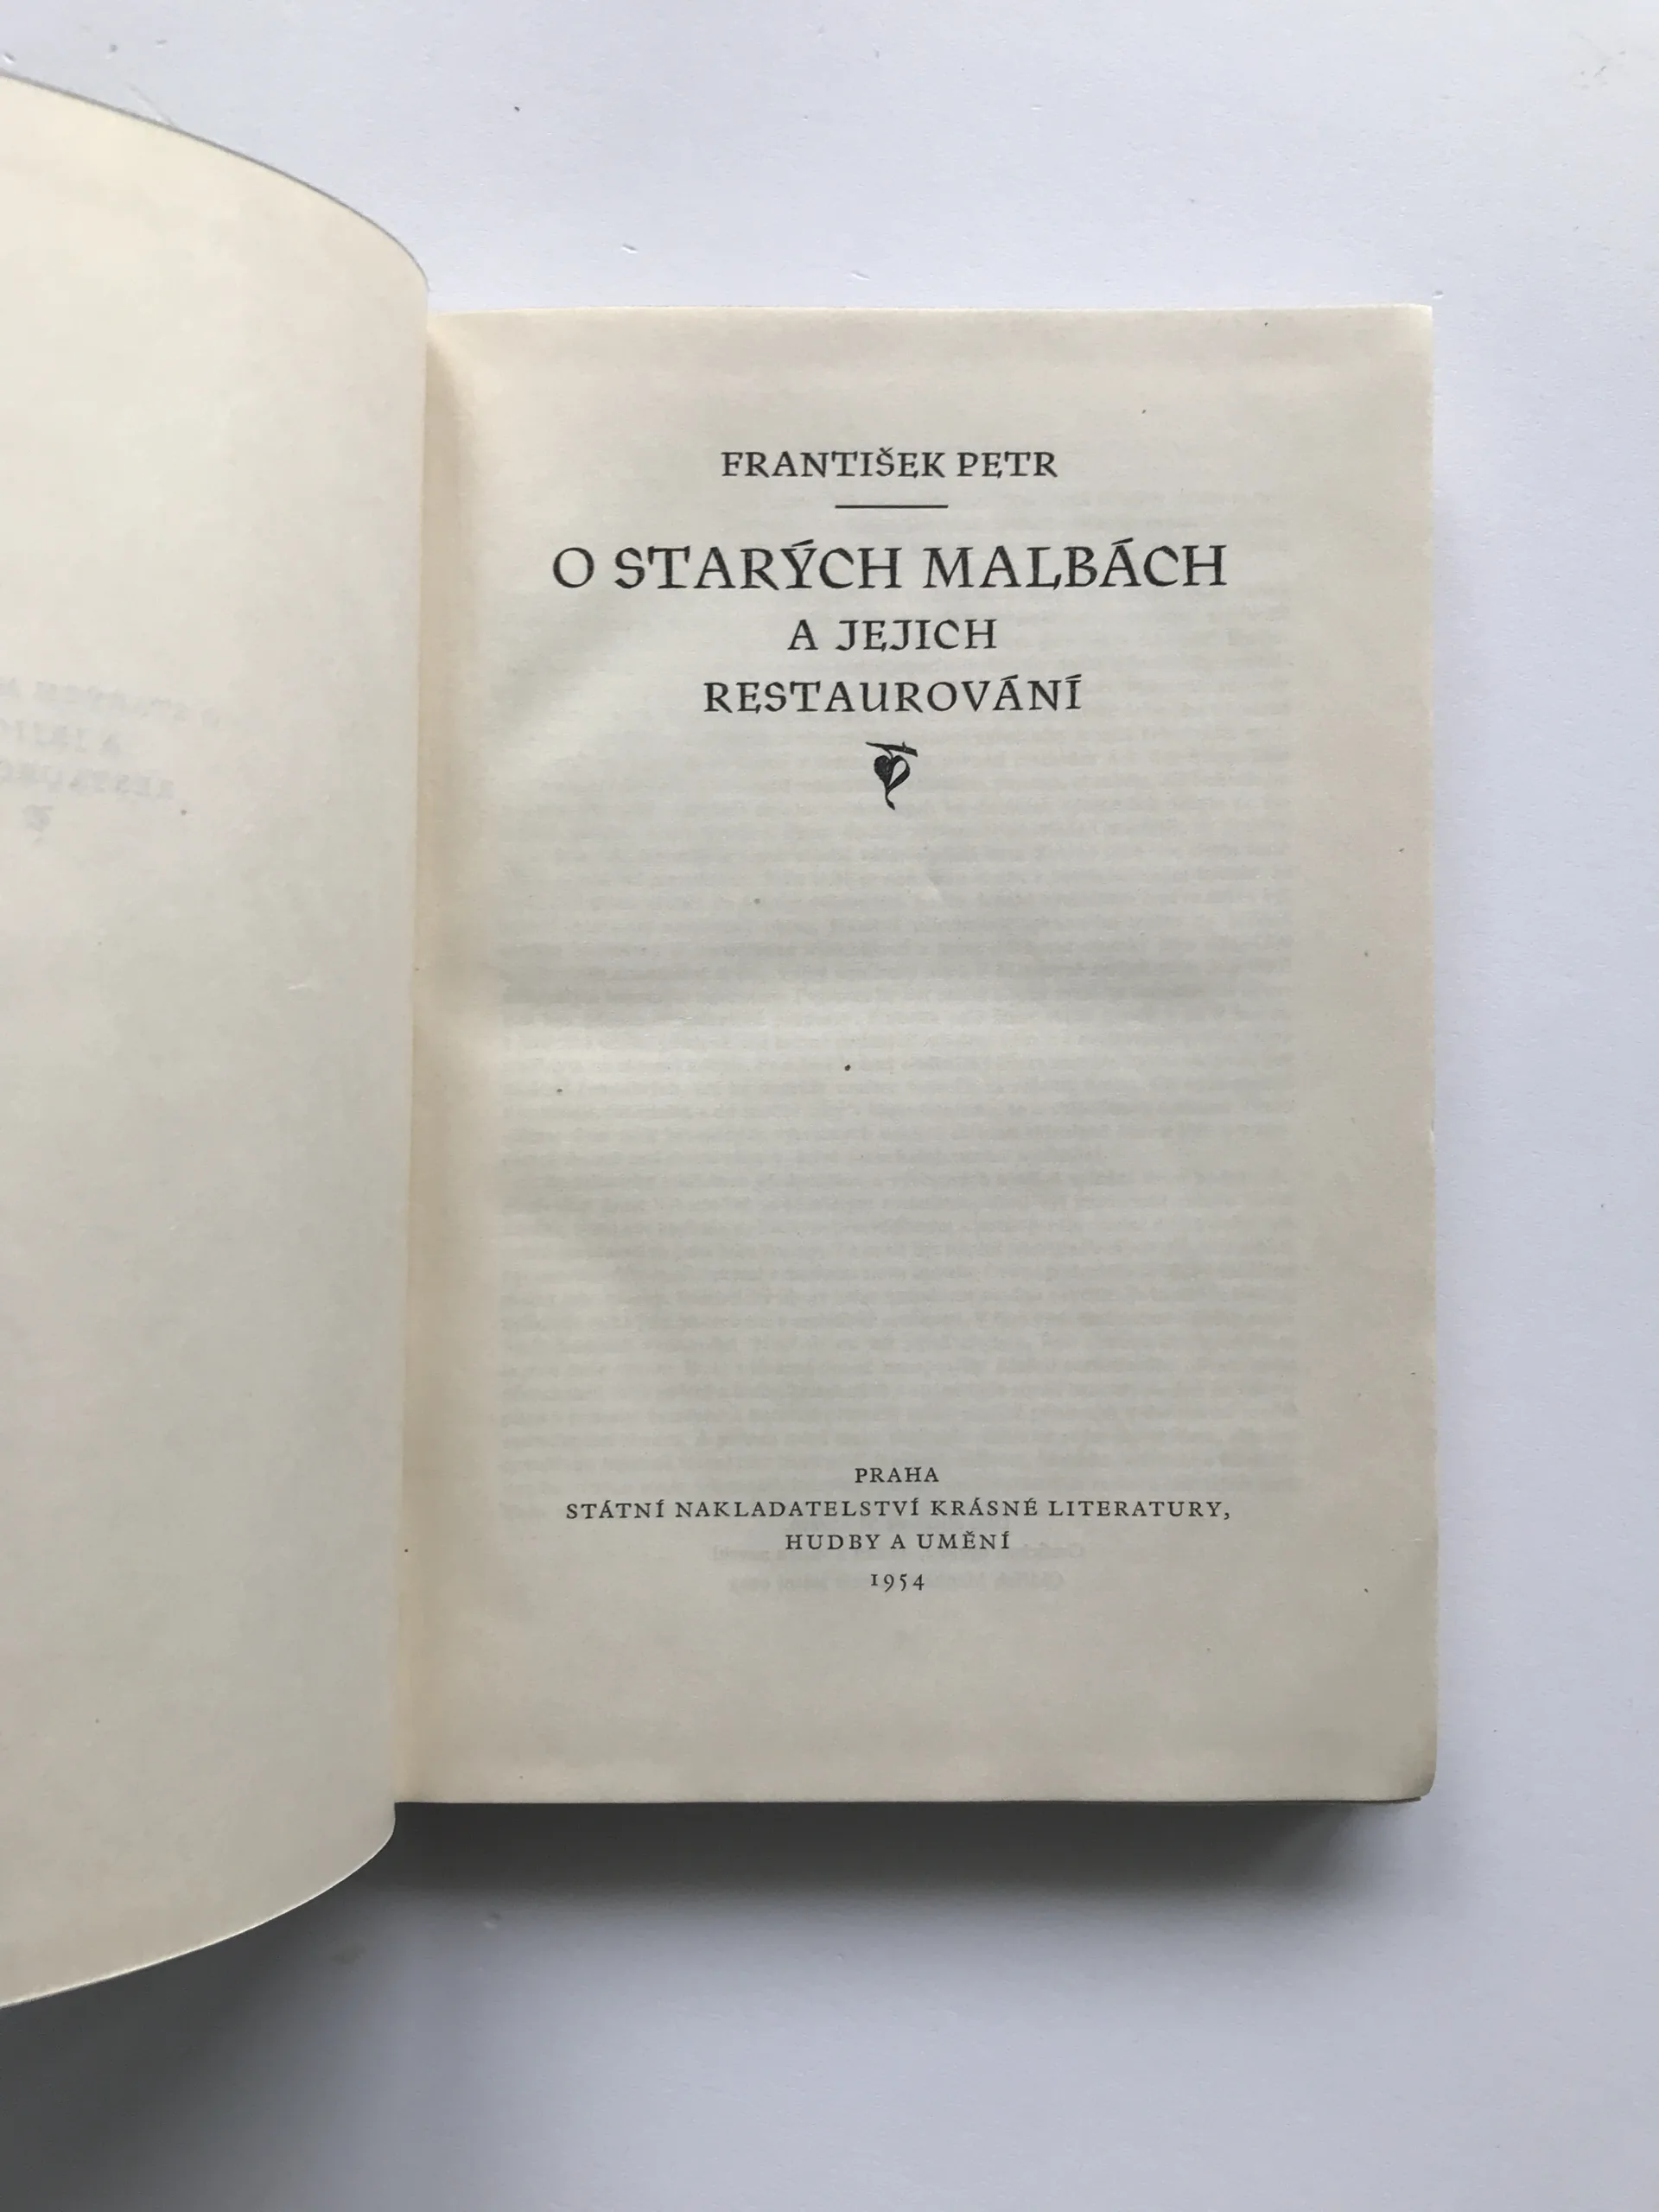 FRANTIŠEK PETR
O STARÝCH MALBÁCH
A JEJICH
RESTAUROVÁNÍ
PRAHA
STÁTNÍ NAKLADATELSTVÍ KRÁSNÉ LITERATURY,
HUDBY A UMĚNÍ
1954